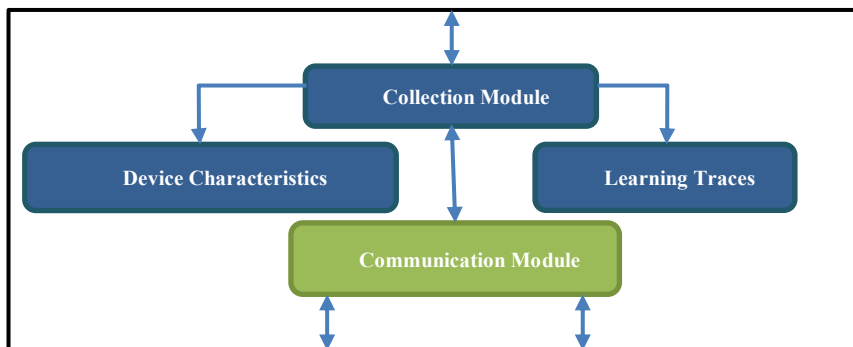 Collection Module
Device Characteristics
Learning Traces
Communication Module